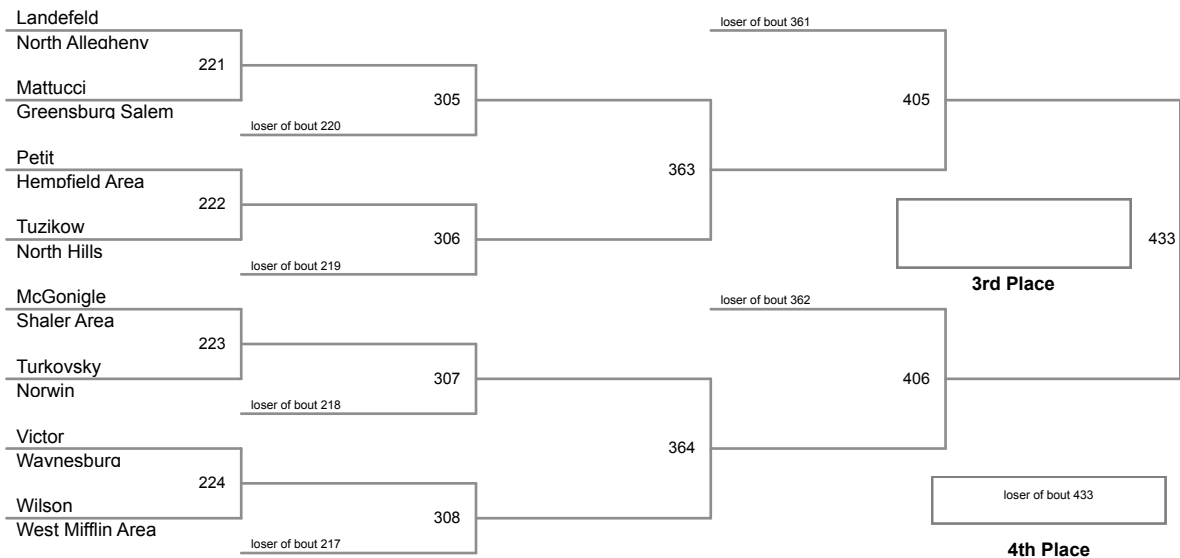 Landefeld
North Allegheny
221
Mattucci
Greensburg Salem
305
loser of bout 220
Petit
Hempfield Area
222
Tuzikow
North Hills
306
loser of bout 219
363
McGonigle
Shaler Area
223
Turkovsky
Norwin
307
loser of bout 218
Victor
Waynesburg
224
Wilson
West Mifflin Area
308
loser of bout 217
364
loser of bout 361
405
loser of bout 362
406
433
3rd Place
loser of bout 433
4th Place